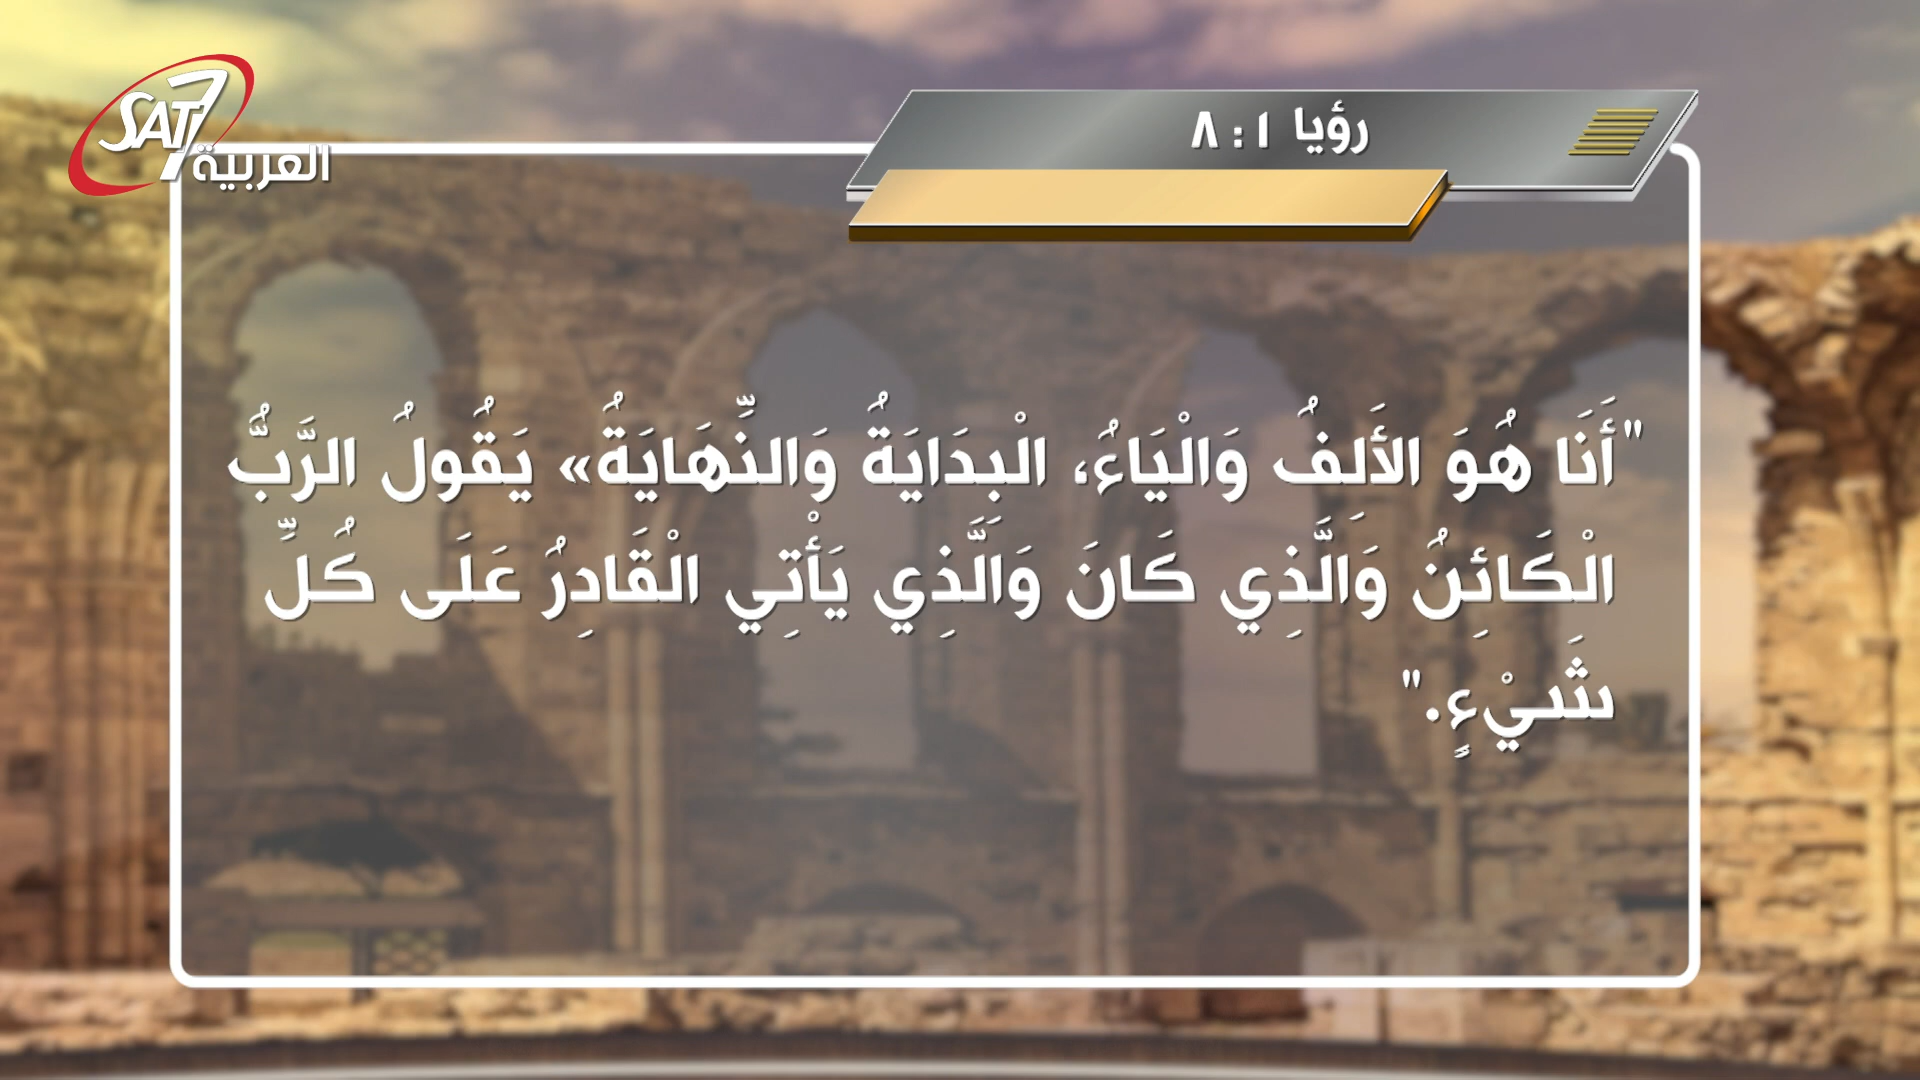 SAT7
العربية
رؤيا ١ : ٨
"أَنَا هُوَ الأَلِفُ وَالْيَاءُ، الْبِدَايَةُ وَالنِّهَايَةُ» يَقُولُ الرَّبُّ
الْكَائِنُ وَالَّذِي كَانَ وَالَّذِي يَأْتِي الْقَادِرُ عَلَى كُلِّ
شَيْءٍ."